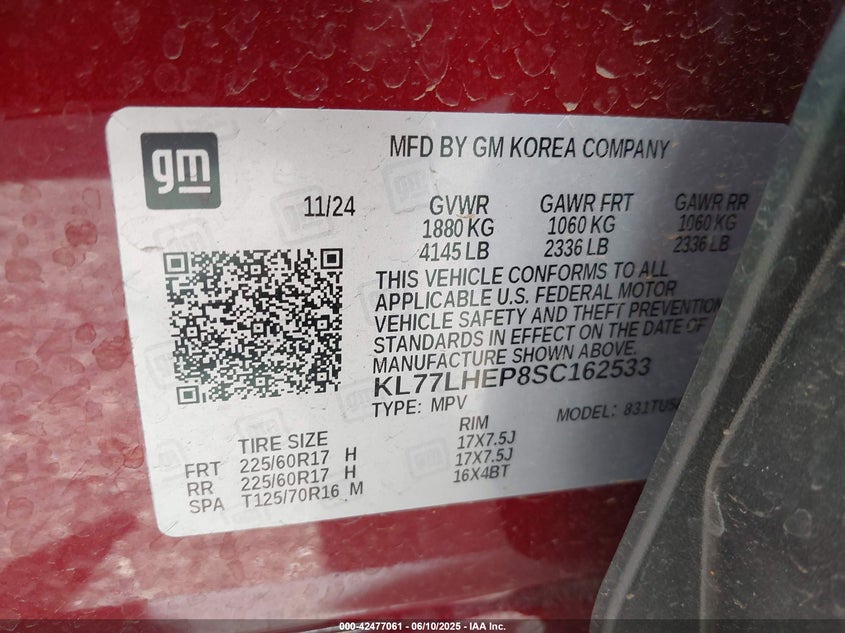 gm
MFD BY GM KOREA COMPANY
11/24
GVWR GAWR FRT GAWR RR
1880 KG 1060 KG 1060 KG
4145 LB 2336 LB 2336 LB
THIS VEHICLE CONFORMS TO ALL
APPLICABLE U.S. FEDERAL MOTOR
VEHICLE SAFETY AND THEFT PREVENTION
STANDARDS IN EFFECT ON THE DATE OF
MANUFACTURE SHOWN ABOVE.
KL77LHEP8SC162533
TYPE: MPV MODEL:
TIRE SIZE RIM
FRT 225/60R17 H 17X7.5J
RR 225/60R17 H 17X7.5J
SPA T125/70R16 M 16X4BT
000-42477061 06/10/2025 IAA Inc.